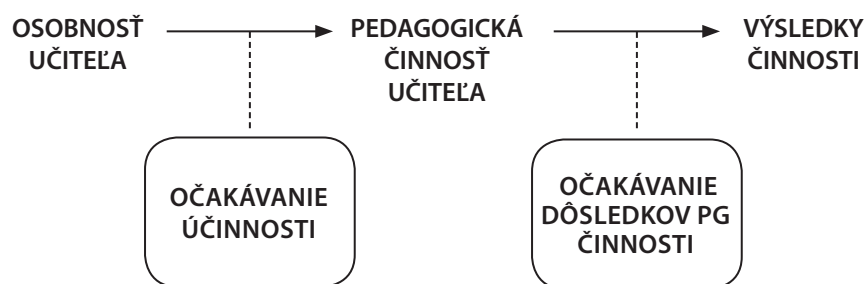 OSOBNOSŤ
UČITEĽA
PEDAGOGICKÁ
ČINNOSŤ
UČITEĽA
VÝSLEDKY
ČINNOSTI
OČAKÁVANIE
ÚČINNOSTI
OČAKÁVANIE
DÔSLEDKOV PG
ČINNOSTI